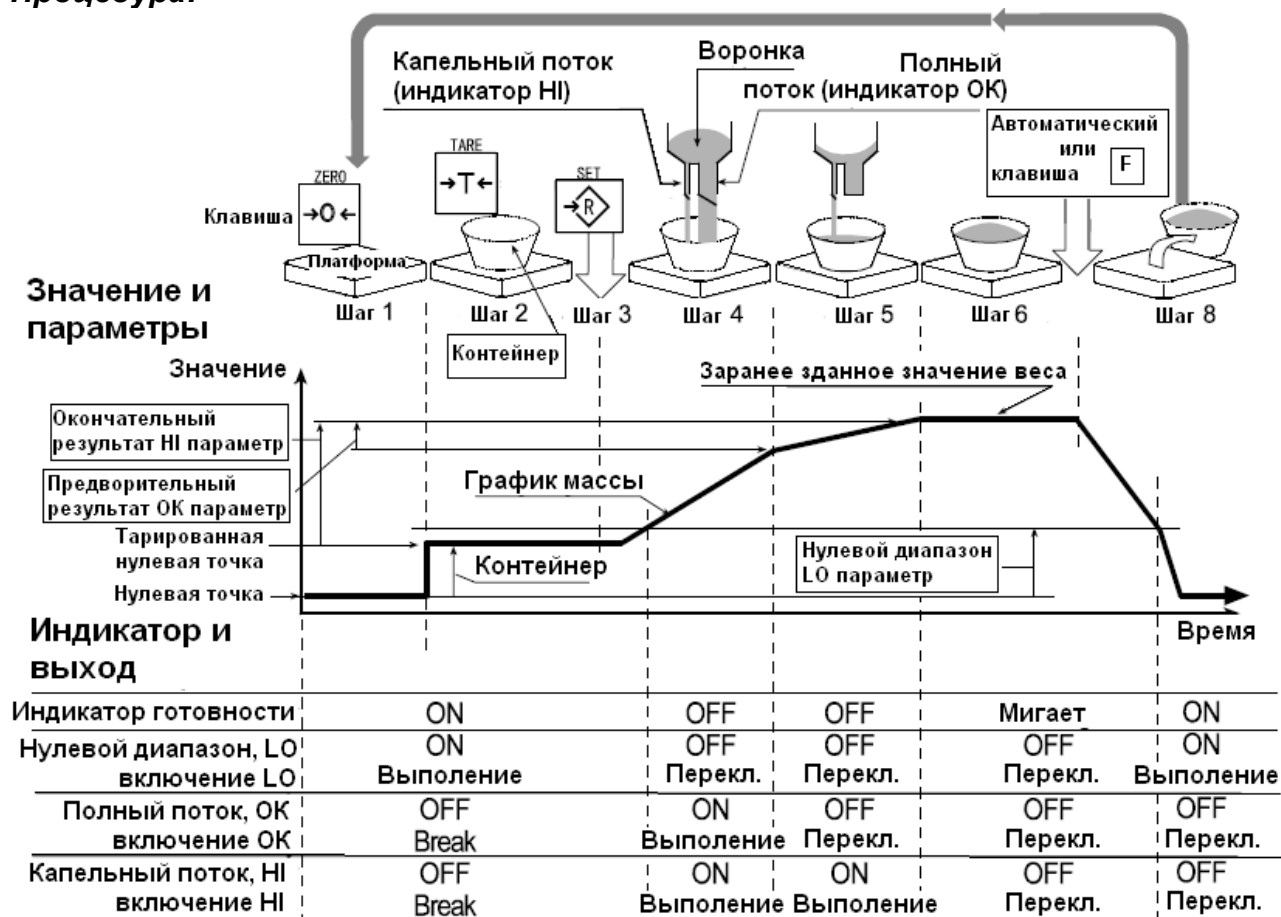 Процедура:
Капельный поток
(индикатор HI)
Воронка
Полный
поток (индикатор OK)
Автоматический
или
клавиша F
ZERO
→0←
TARE
→T←
SET
R
Клавиша
Платформа
Шаг 1
Шаг 2
Шаг 3
Шаг 4
Шаг 5
Шаг 6
Шаг 8
Контейнер
Значение и
параметры
Значение
Заранее зданное значение веса
Окончательный
результат HI параметр
Предворительный
результат OK параметр
График массы
Тарированная
нулевая точка
Контейнер
Нулевой диапазон
LO параметр
Нулевая точка
Время
Индикатор и
выход
Индикатор готовности ON OFF OFF Мигает ON
Нулевой диапазон, LO ON OFF OFF OFF ON
включение LO Выполение Перекл. Перекл. Перекл. Выполение
Полный поток, OK OFF ON OFF OFF OFF
включение OK Break Выполение Перекл. Перекл. Перекл.
Капельный поток, HI OFF ON ON OFF OFF
включение HI Break Выполение Выполение Перекл. Перекл.